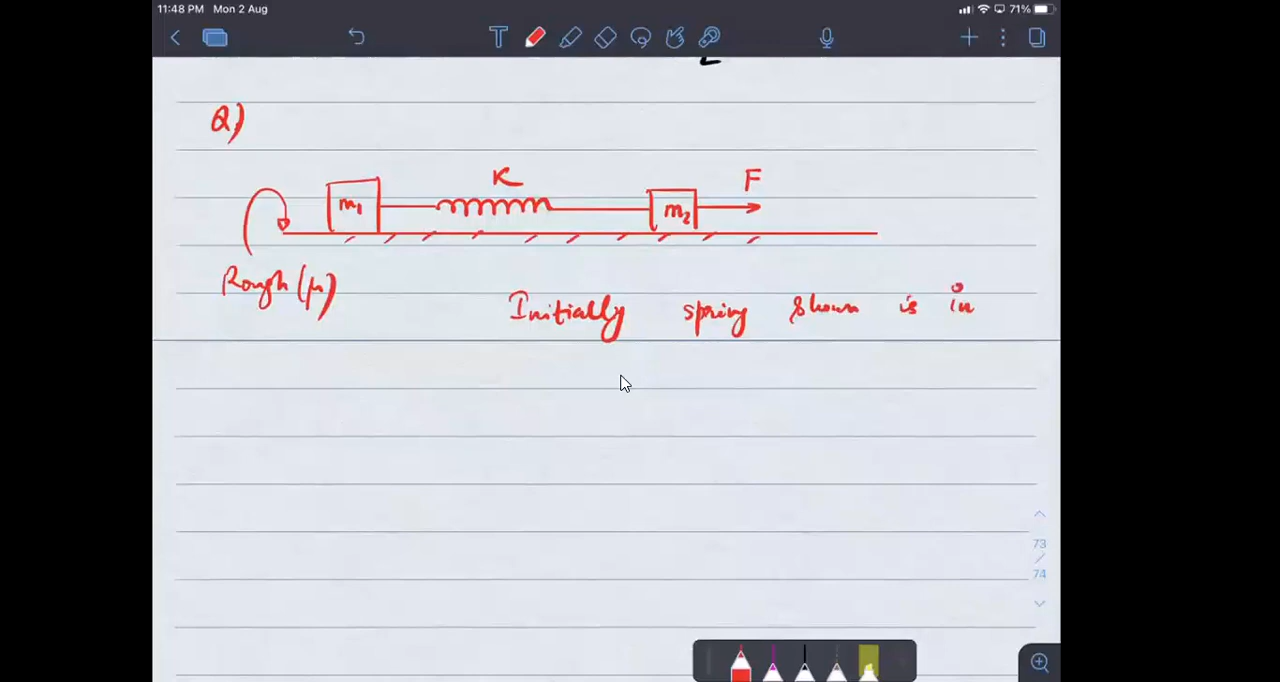 11:48 PM Mon 2 Aug 71%
T
Q)
K
F
m1
m2
Rough (μ)
Initially spring shown is in
73
/
74